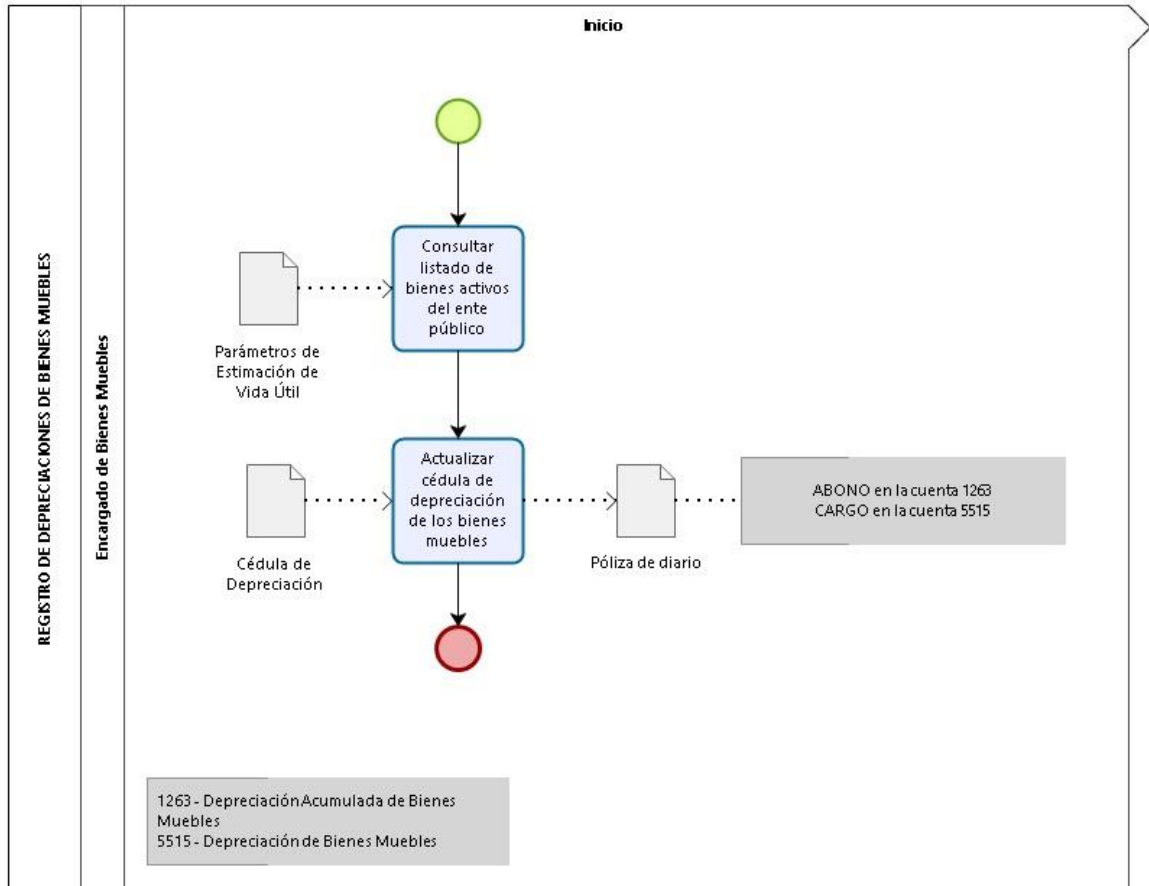 REGISTRO DE DEPRECIACIONES DE BIENES MUEBLES
Encargado de Bienes Muebles
Inicio
Consultar
listado de
bienes activos
del ente
público
Parámetros de
Estimación de
Vida Útil
Actualizar
cédula de
depreciación
de los bienes
muebles
Cédula de
Depreciación
Póliza de diario
ABONO en la cuenta 1263
CARGO en la cuenta 5515
1263 - Depreciación Acumulada de Bienes
Muebles
5515 - Depreciación de Bienes Muebles